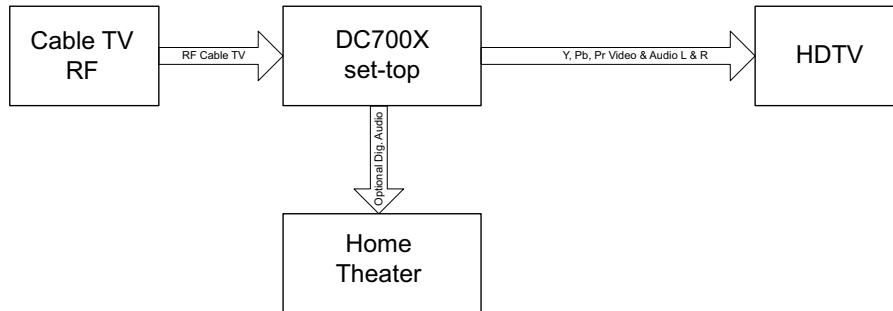 Cable TV
RF
RF Cable TV
DC700X
set-top
Y, Pb, Pr Video & Audio L & R
HDTV
Optional Dig. Audio
Home
Theater